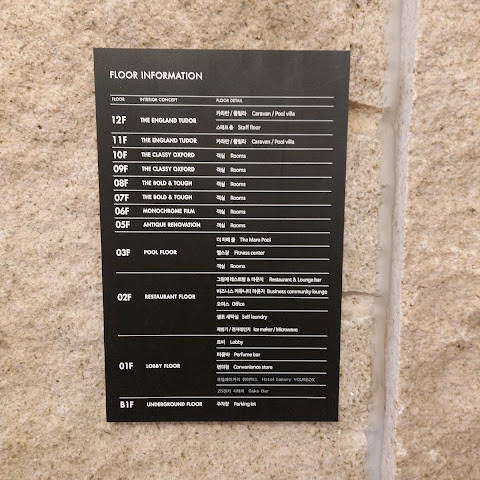 FLOOR INFORMATION
FLOOR INTERIOR CONCEPT FLOOR DETAIL
12F THE ENGLAND TUDOR 카라반 / 풀빌라 Caravan / Pool villa
스태프 층 Staff floor
11F THE ENGLAND TUDOR 카라반 / 풀빌라 Caravan / Pool villa
10F THE CLASSY OXFORD 객실 Rooms
09F THE CLASSY OXFORD 객실 Rooms
08F THE BOLD & TOUGH 객실 Rooms
07F THE BOLD & TOUGH 객실 Rooms
06F MONOCHROME FILM 객실 Rooms
05F ANTIQUE RENOVATION 객실 Rooms
03F POOL FLOOR 더 마레 풀 The Mare Pool
헬스장 Fitness center
객실 Rooms
02F RESTAURANT FLOOR 레스토랑 & 라운지 Restaurant & Lounge bar
비즈니스 커뮤니티 라운지 Business community lounge
오피스 Office
셀프 세탁실 Self laundry
제빙기 / 전자레인지 Ice maker / Microwave
01F LOBBY FLOOR 로비 Lobby
퍼퓸바 Perfume bar
편의점 Convenience store
Hotel bakery YOURBOX
Sake Bar
B1F UNDERGROUND FLOOR 주차장 Parking lot